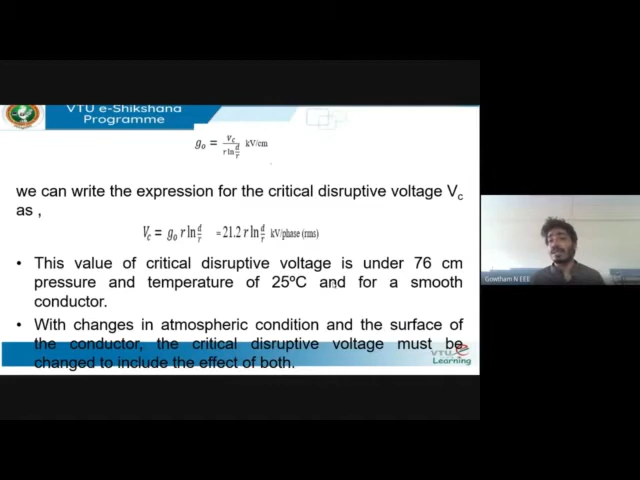 VTU e-Shikshana
Programme
g₀ = V_c / (r ln d/r) kV/cm
we can write the expression for the critical disruptive voltage V_c
as ,
V_c = g₀ r ln d/r = 21.2 r ln d/r kV/phase (rms)
• This value of critical disruptive voltage is under 76 cm
pressure and temperature of 25ºC and for a smooth
conductor.
• With changes in atmospheric condition and the surface of
the conductor, the critical disruptive voltage must be
changed to include the effect of both.
VTU e
Learning
Gowtham N EEE